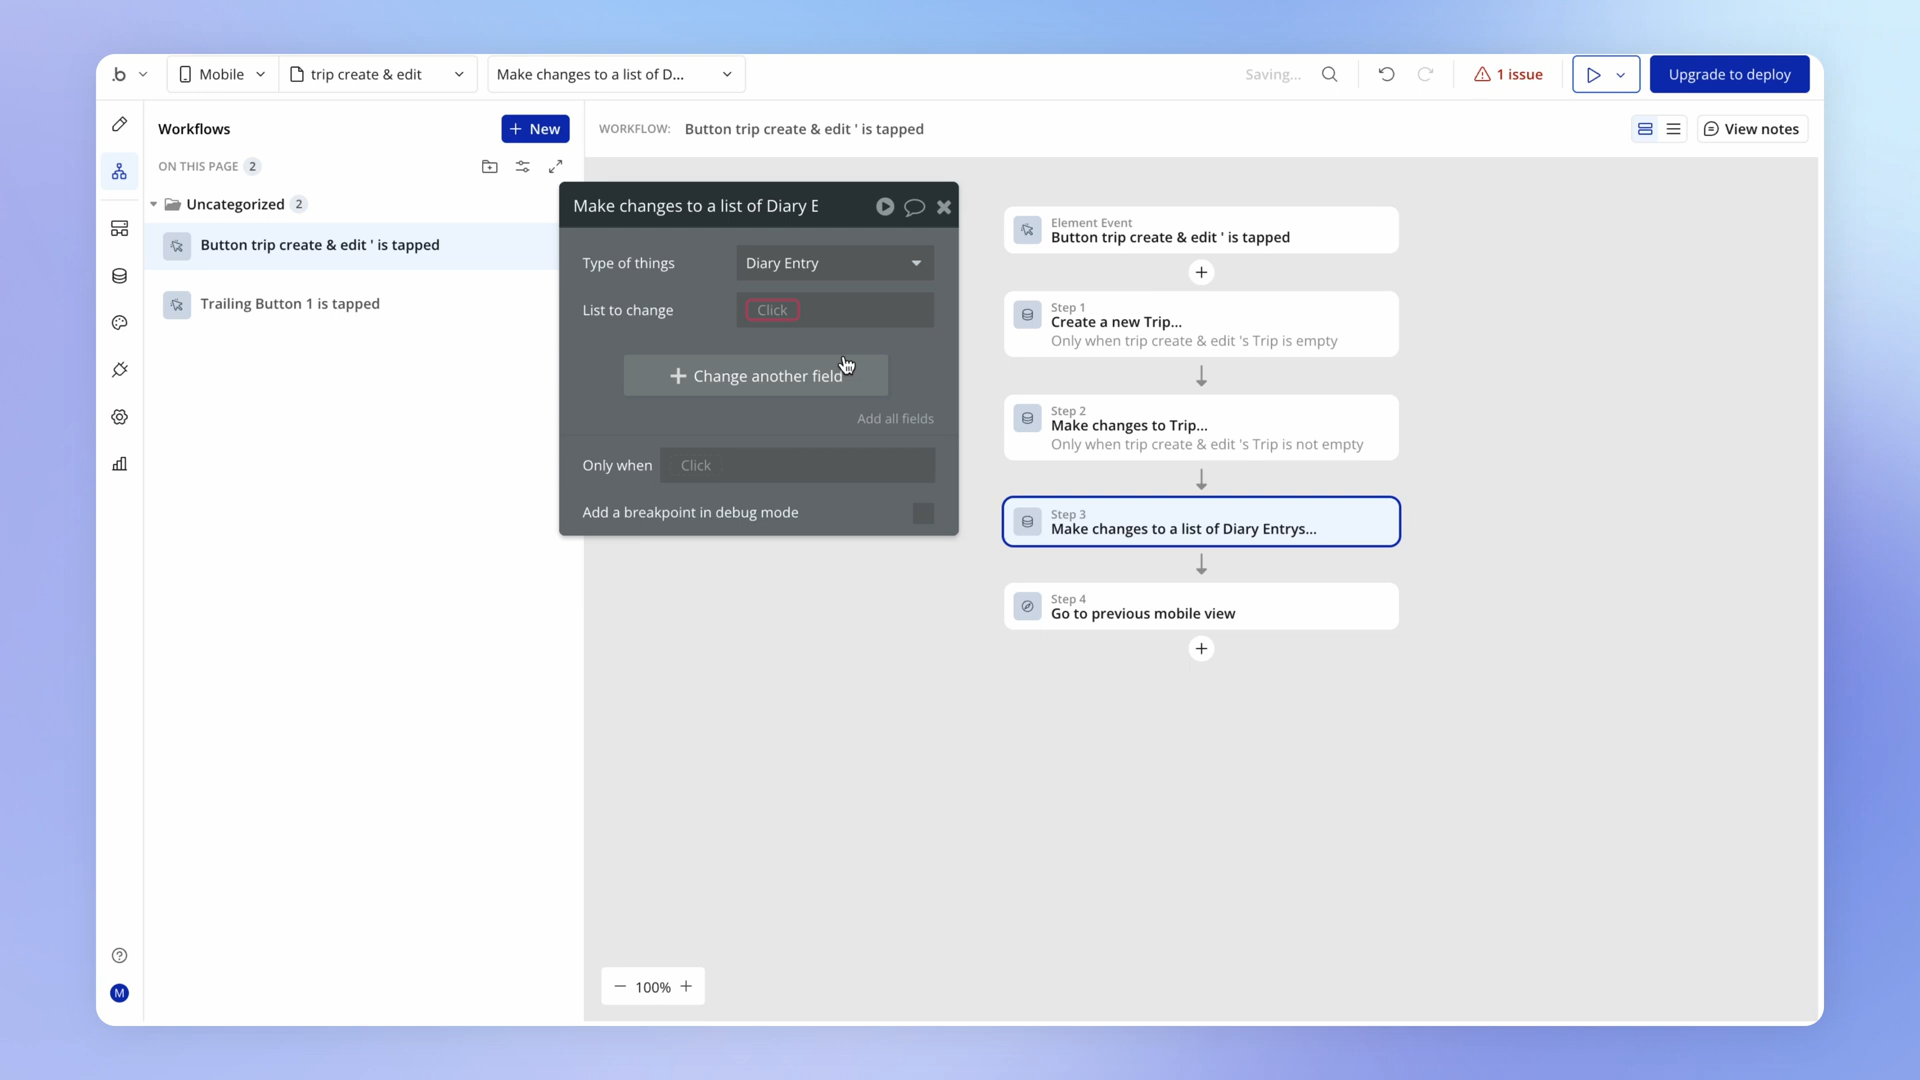 .b
Mobile
trip create & edit
Make changes to a list of D...
Saving...
1 issue
Upgrade to deploy
Workflows
+ New
WORKFLOW: Button trip create & edit ' is tapped
View notes
ON THIS PAGE 2
Uncategorized 2
Button trip create & edit ' is tapped
Trailing Button 1 is tapped
Make changes to a list of Diary E
Type of things
Diary Entry
List to change
Click
+ Change another field
Add all fields
Only when
Click
Add a breakpoint in debug mode
Element Event
Button trip create & edit ' is tapped
Step 1
Create a new Trip...
Only when trip create & edit 's Trip is empty
Step 2
Make changes to Trip...
Only when trip create & edit 's Trip is not empty
Step 3
Make changes to a list of Diary Entrys...
Step 4
Go to previous mobile view
M
100%